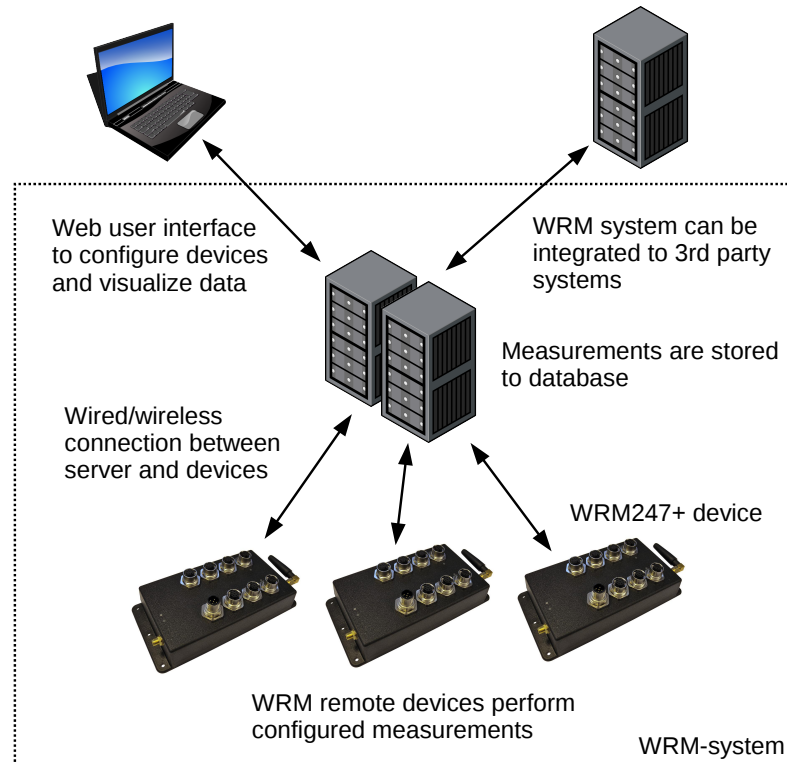 Web user interface
to configure devices
and visualize data
WRM system can be
integrated to 3rd party
systems
Measurements are stored
to database
Wired/wireless
connection between
server and devices
WRM247+ device
WRM remote devices perform
configured measurements
WRM-system